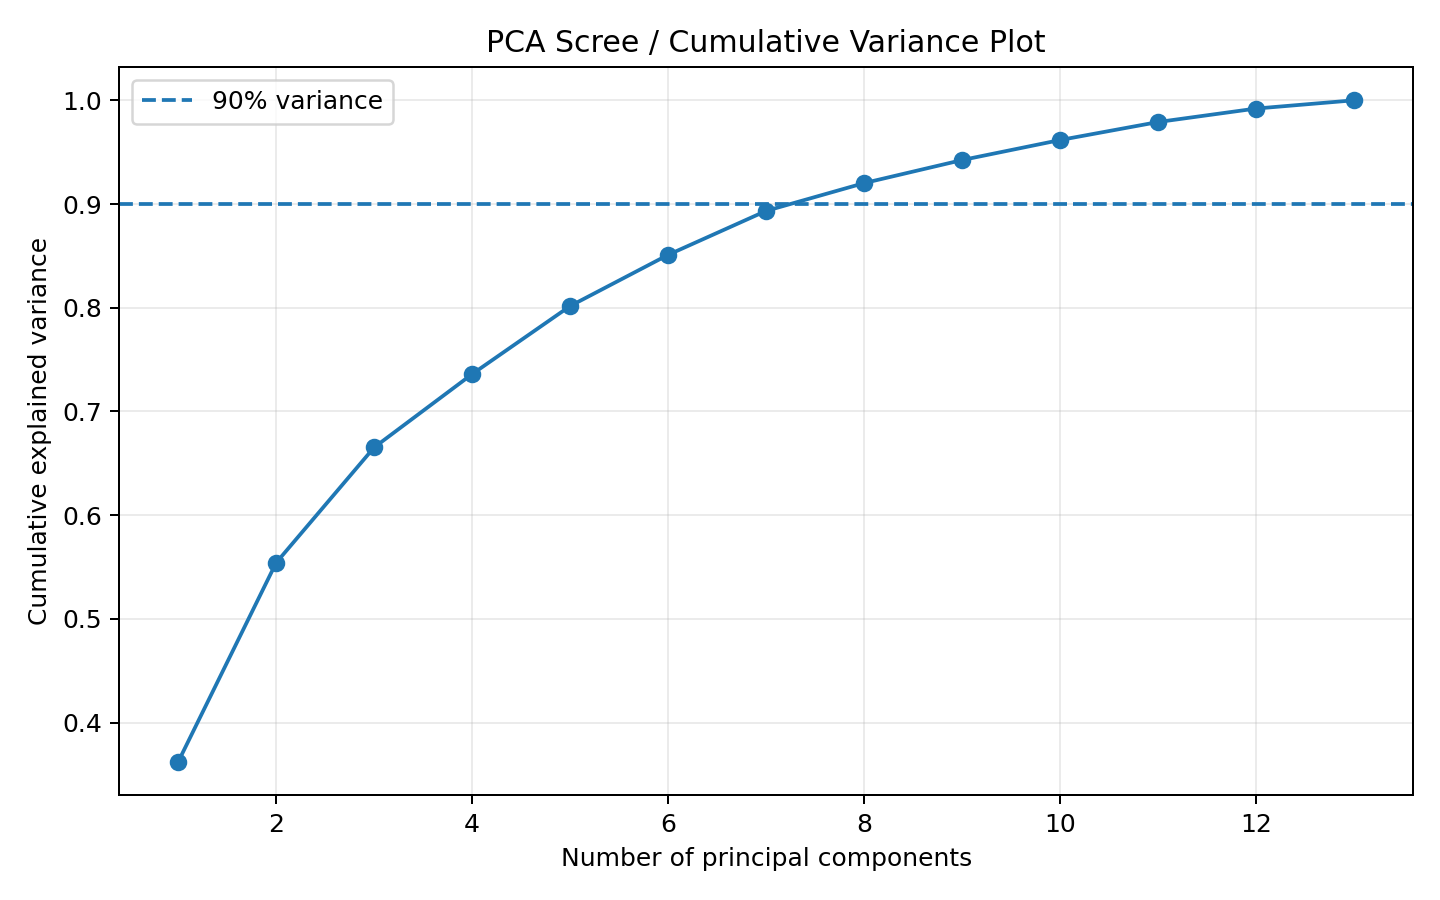 PCA Scree / Cumulative Variance Plot
90% variance
1.0
0.9
0.8
0.7
0.6
0.5
0.4
Cumulative explained variance
2 4 6 8 10 12
Number of principal components